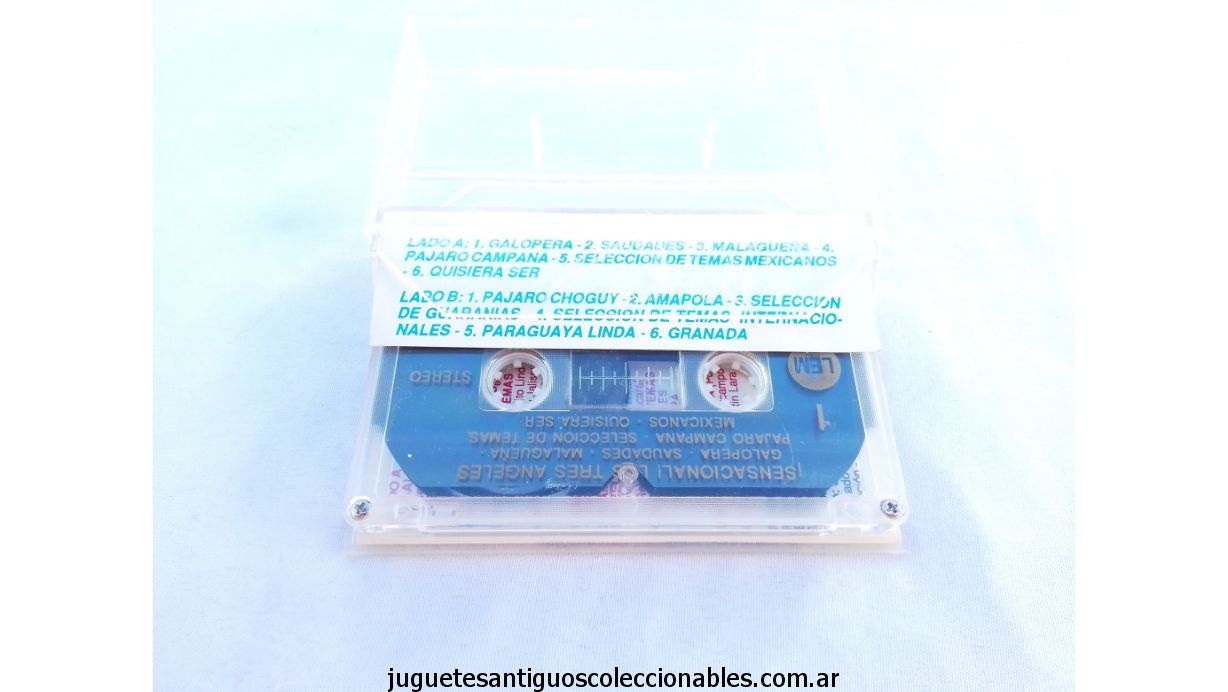 LADO A: 1. GALOPERA - 2. SAUDADES - 3. MALAGUEÑA - 4.
PAJARO CAMPANA - 5. SELECCION DE TEMAS MEXICANOS
- 6. QUISIERA SER
LADO B: 1. PAJARO CHOGUY - 2. AMAPOLA - 3. SELECCION
DE GUARANIAS - 4. SELECCION DE TEMAS INTERNACIO-
NALES - 5. PARAGUAYA LINDA - 6. GRANADA
¡SENSACIONAL! LOS TRES ANGELES
GALOPERA · SAUDADES · MALAGUEÑA ·
PAJARO CAMPANA · SELECCION DE TEMAS
MEXICANOS · QUISIERA SER
1
LEM
STEREO
juguetesantiguoscoleccionables.com.ar